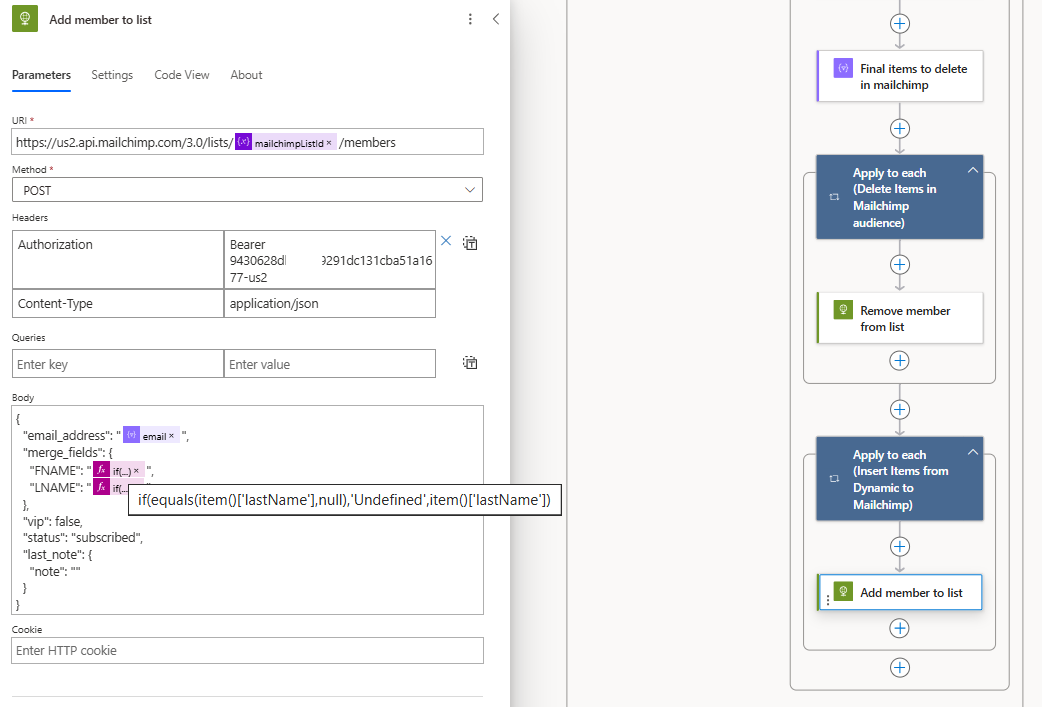 Add member to list
Parameters
Settings
Code View
About
URI *
https://us2.api.mailchimp.com/3.0/lists/ mailchimpListId × /members
Method *
POST
Headers
Authorization
Bearer
9430628d 9291dc131cba51a16
77-us2
Content-Type
application/json
Queries
Enter key
Enter value
Body
{
"email_address": " email × ",
"merge_fields": {
"FNAME": " fx if(...) × ",
"LNAME": " fx if(... ",
if(equals(item()['lastName'],null),'Undefined',item()['lastName'])
},
"vip": false,
"status": "subscribed",
"last_note": {
"note": ""
}
}
Cookie
Enter HTTP cookie
Final items to delete
in mailchimp
Apply to each
(Delete Items in
Mailchimp
audience)
Remove member
from list
Apply to each
(Insert Items from
Dynamic to
Mailchimp)
Add member to list